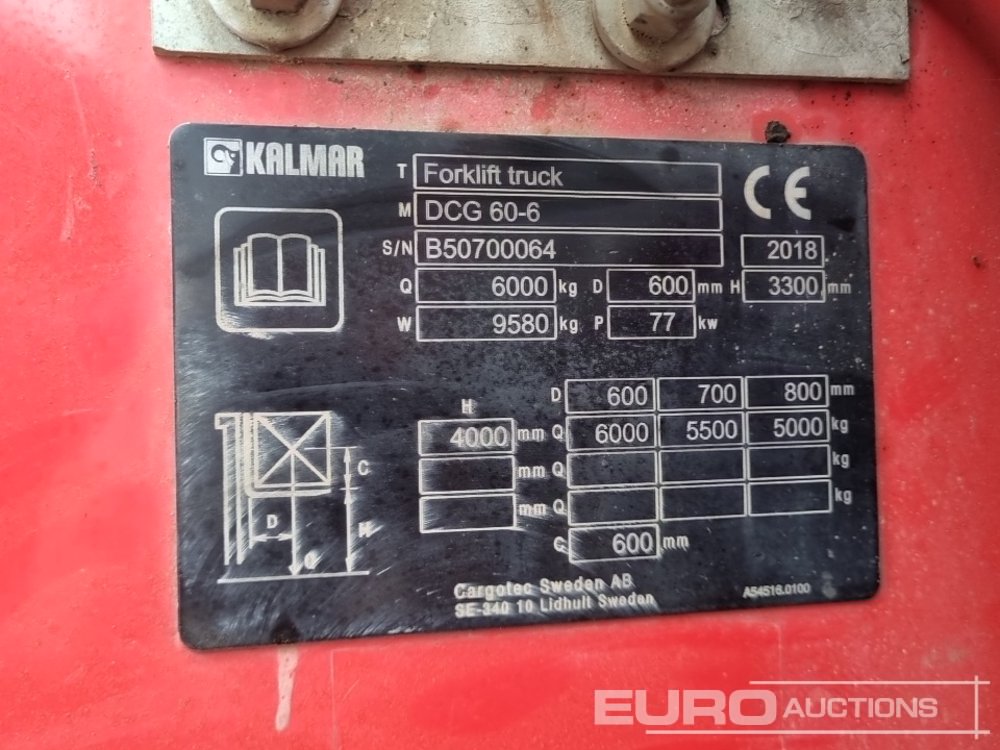 KALMAR
T Forklift truck
M DCG 60-6
S/N B50700064 2018
Q 6000 kg D 600 mm H 3300 mm
W 9580 kg P 77 kw
CE
D 600 700 800 mm
H
4000 mm Q 6000 5500 5000 kg
mm Q kg
mm Q kg
C 600 mm
C
D
H
Q
Cargotec Sweden AB
SE-340 10 Lidhult Sweden
A54516.0100
EURO AUCTIONS